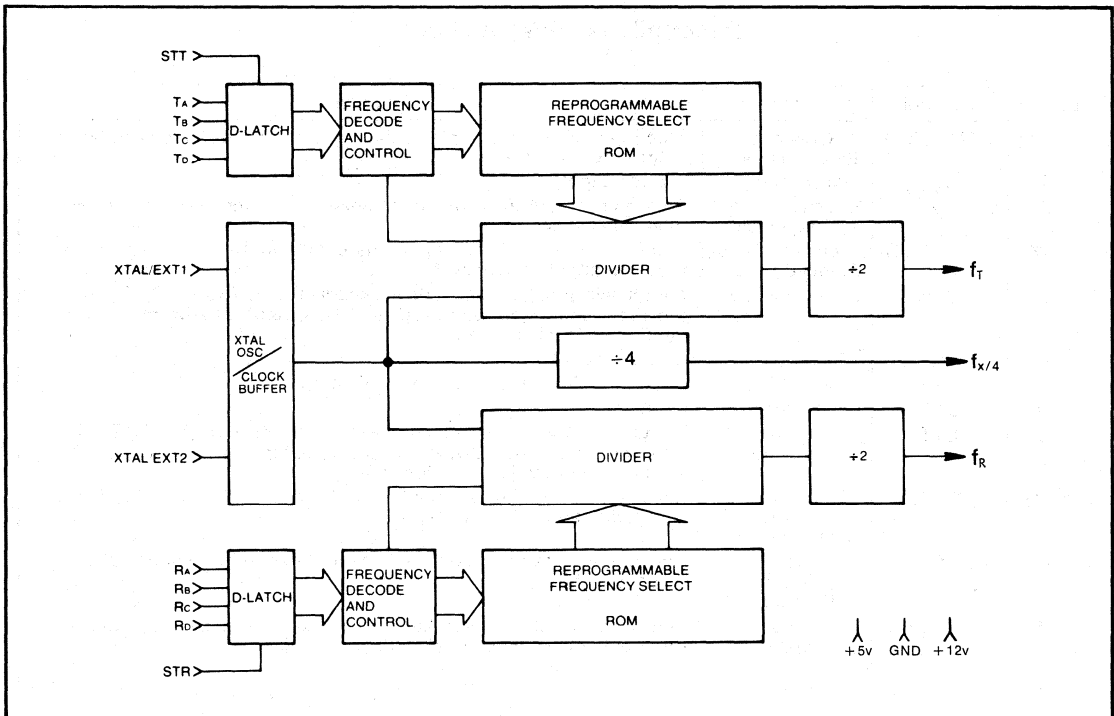 STT
TA
TB
TC
TD
D-LATCH
FREQUENCY
DECODE
AND
CONTROL
REPROGRAMMABLE
FREQUENCY SELECT
ROM
XTAL/EXT1
XTAL
OSC
CLOCK
BUFFER
DIVIDER
÷2
fT
÷4
fx/4
XTAL/EXT2
DIVIDER
÷2
fR
RA
RB
RC
RD
D-LATCH
STR
FREQUENCY
DECODE
AND
CONTROL
REPROGRAMMABLE
FREQUENCY SELECT
ROM
+5v GND +12v